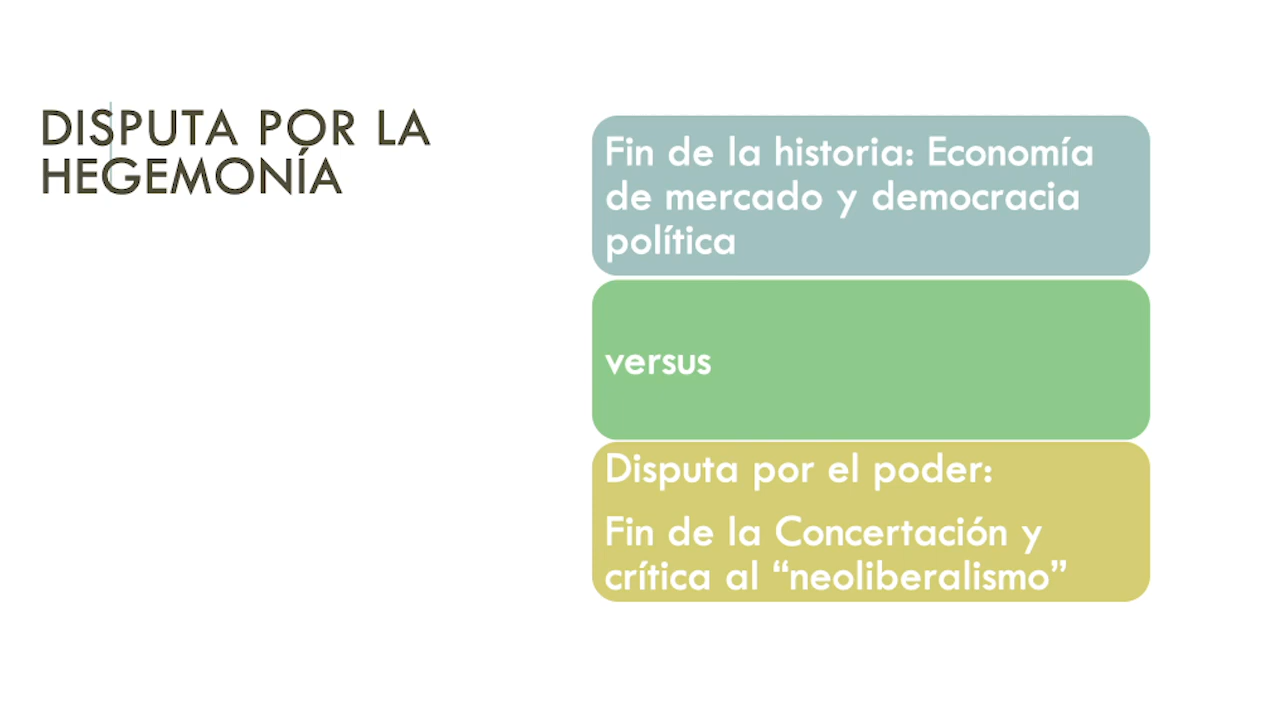 DISPUTA POR LA
HEGEMONÍA
Fin de la historia: Economía
de mercado y democracia
política
versus
Disputa por el poder:
Fin de la Concertación y
crítica al “neoliberalismo”